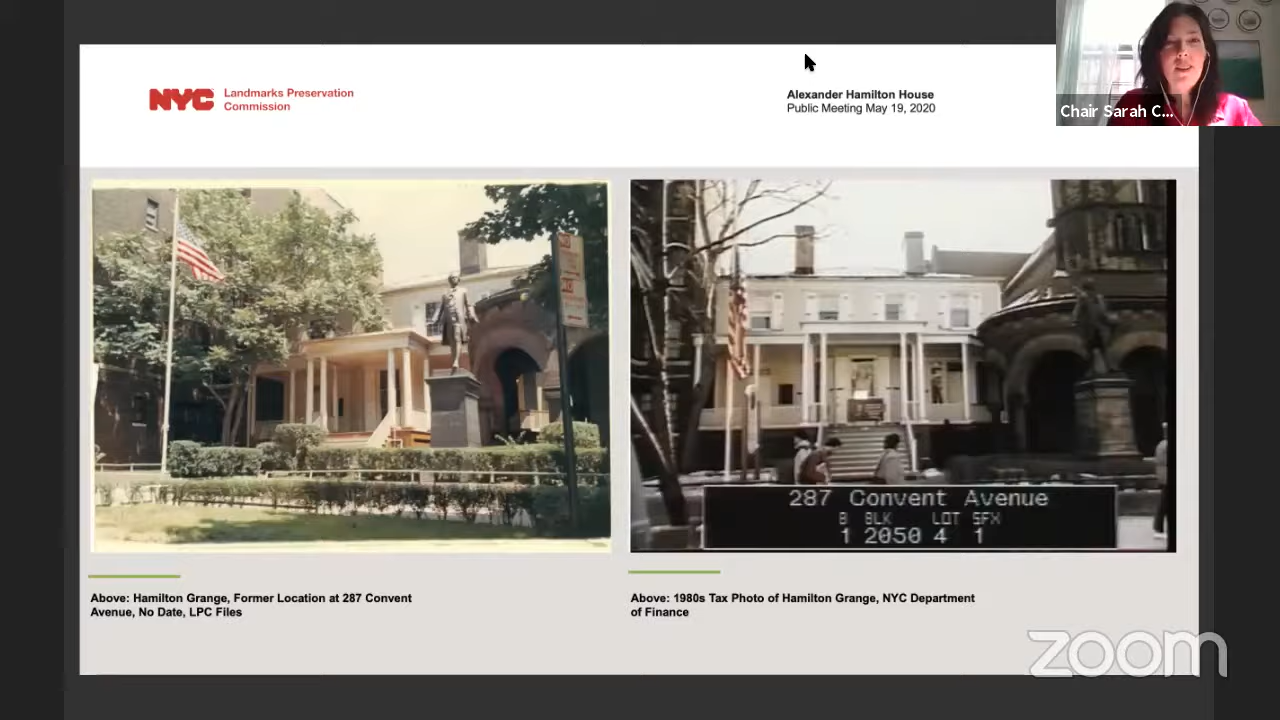 NYC
Landmarks Preservation
Commission
Alexander Hamilton House
Public Meeting May 19, 2020
Chair Sarah C...
NO
NO
287 Convent Avenue
B BLK LOT SFX
1 2050 4 1
Above: Hamilton Grange, Former Location at 287 Convent
Avenue, No Date, LPC Files
Above: 1980s Tax Photo of Hamilton Grange, NYC Department
of Finance
zoom